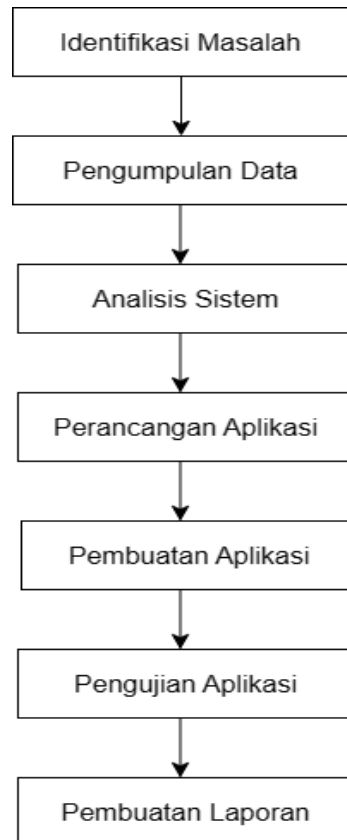 Identifikasi Masalah
Pengumpulan Data
Analisis Sistem
Perancangan Aplikasi
Pembuatan Aplikasi
Pengujian Aplikasi
Pembuatan Laporan